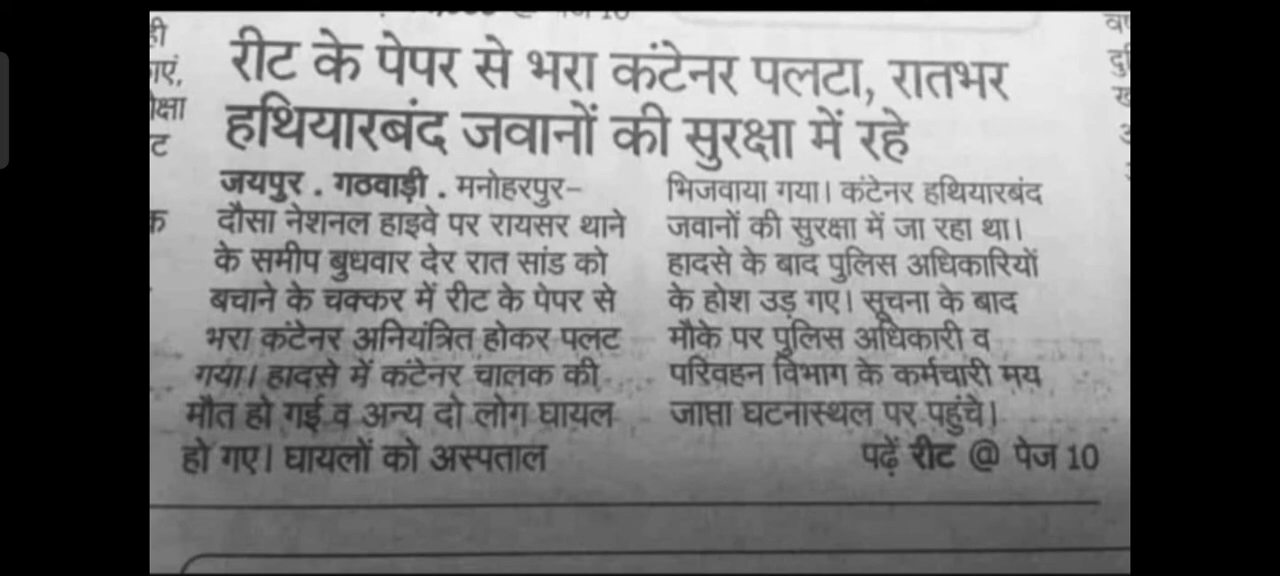 रीट के पेपर से भरा कंटेनर पलटा, रातभर
हथियारबंद जवानों की सुरक्षा में रहे
जयपुर . गठवाड़ी . मनोहरपुर–
दौसा नेशनल हाइवे पर रायसर थाने
के समीप बुधवार देर रात सांड को
बचाने के चक्कर में रीट के पेपर से
भरा कंटेनर अनियंत्रित होकर पलट
गया। हादसे में कंटेनर चालक की
मौत हो गई व अन्य दो लोग घायल
हो गए। घायलों को अस्पताल
भिजवाया गया। कंटेनर हथियारबंद
जवानों की सुरक्षा में जा रहा था।
हादसे के बाद पुलिस अधिकारियों
के होश उड़ गए। सूचना के बाद
मौके पर पुलिस अधिकारी व
परिवहन विभाग के कर्मचारी मय
जाप्ता घटनास्थल पर पहुंचे।
पढ़ें रीट @ पेज 10